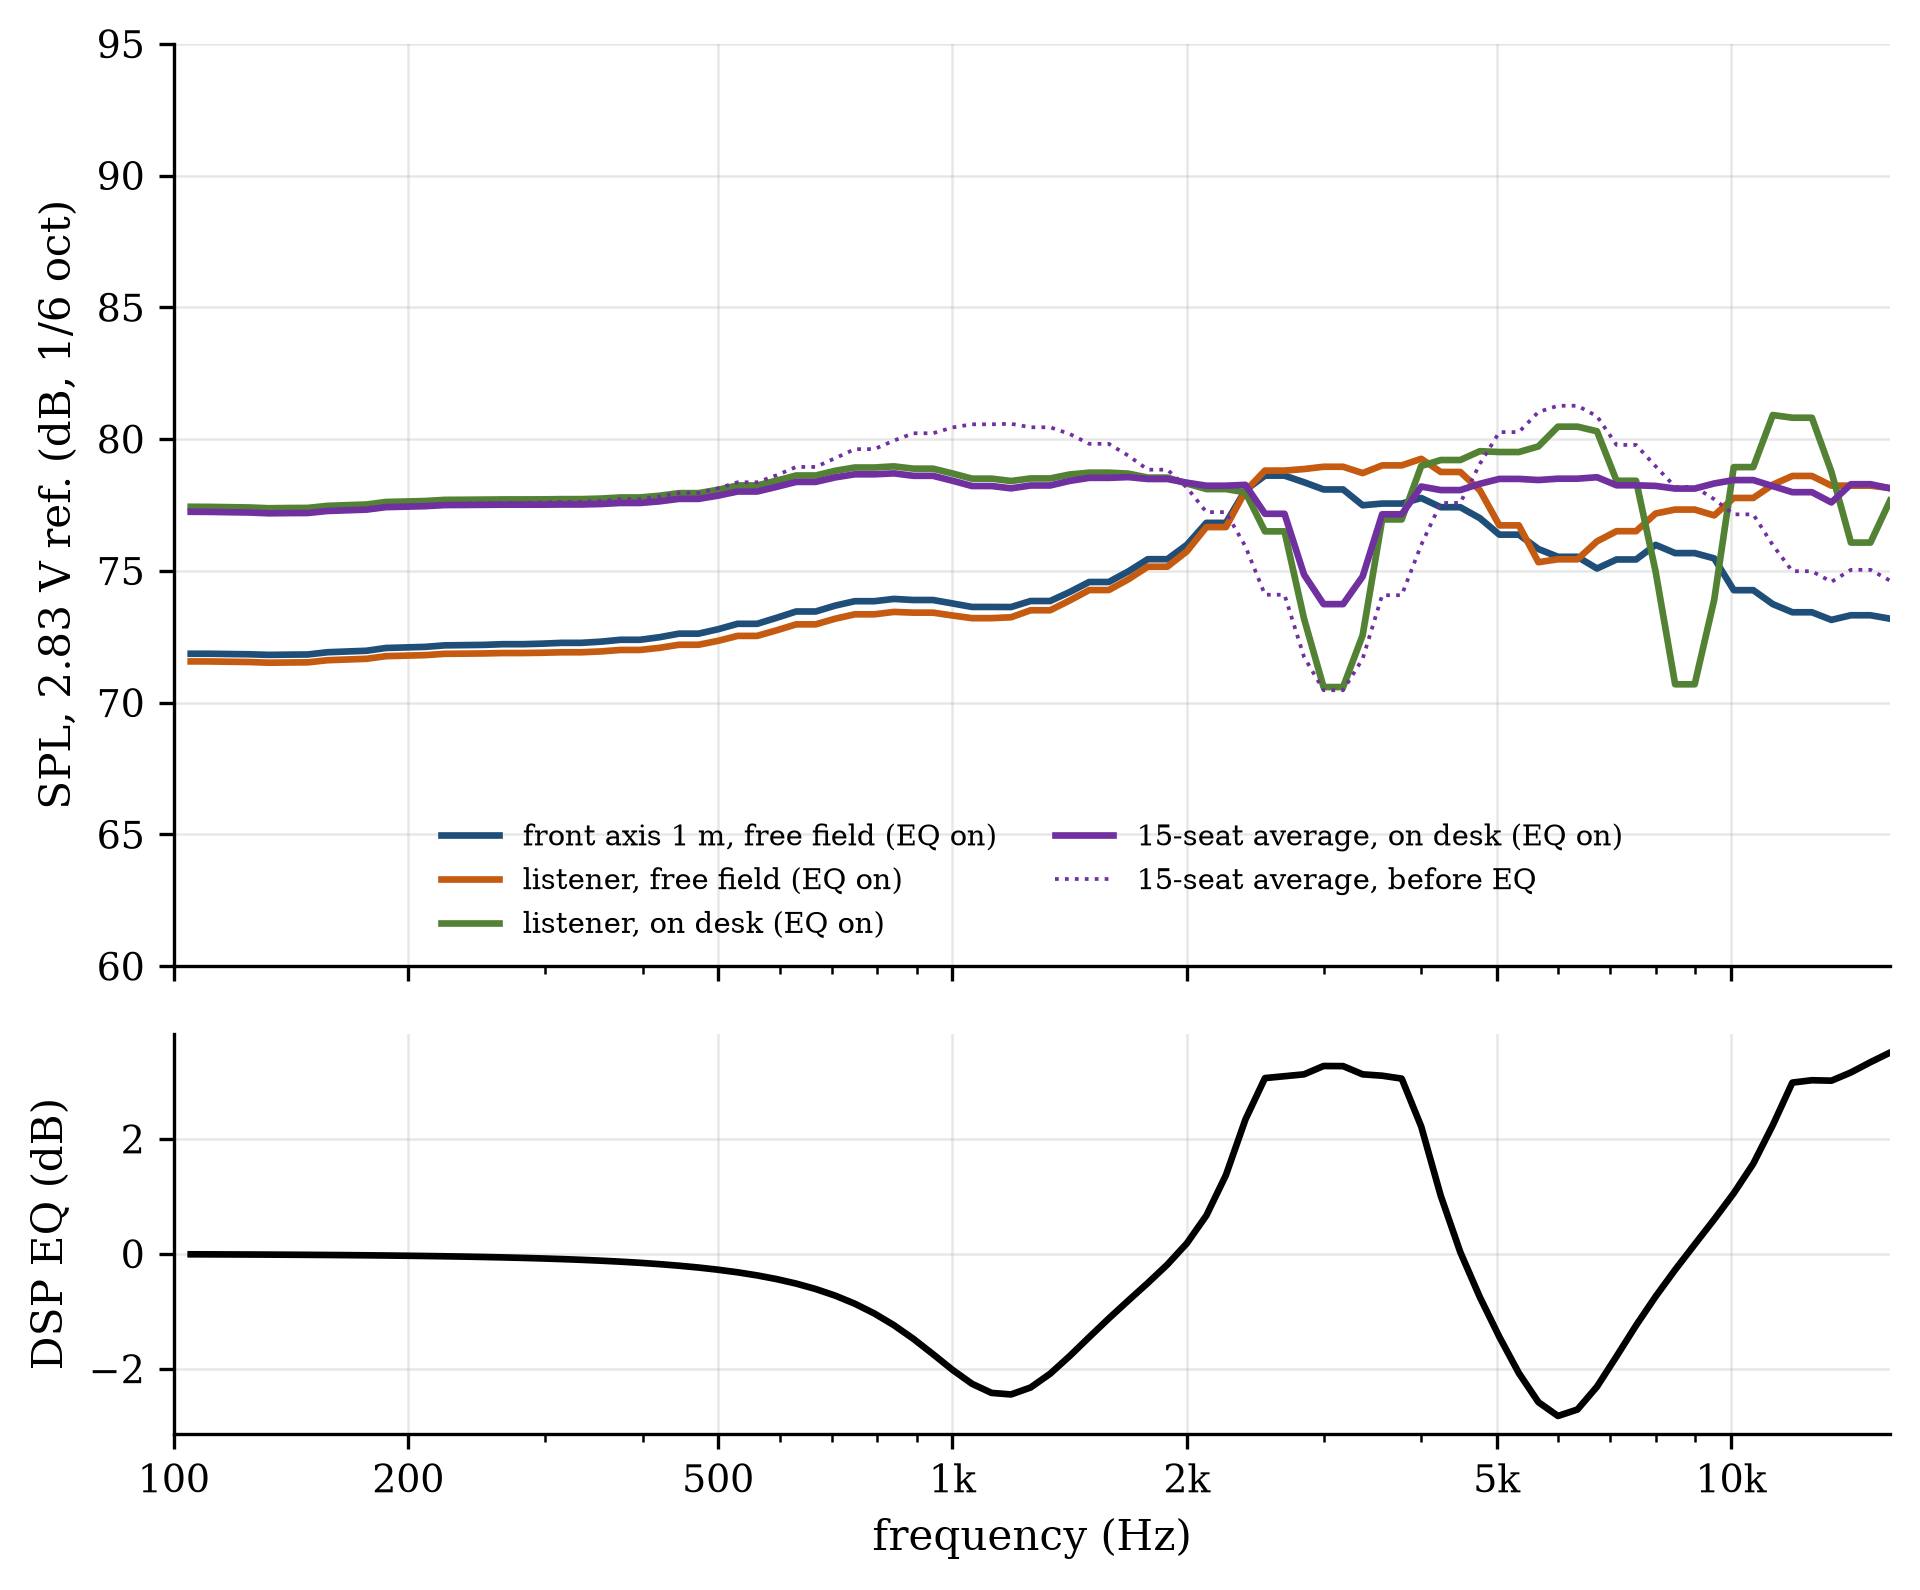 95
90
85
80
75
70
65
60
SPL, 2.83 V ref. (dB, 1/6 oct)
front axis 1 m, free field (EQ on)
listener, free field (EQ on)
listener, on desk (EQ on)
15-seat average, on desk (EQ on)
15-seat average, before EQ
2
0
−2
DSP EQ (dB)
100 200 500 1k 2k 5k 10k
frequency (Hz)